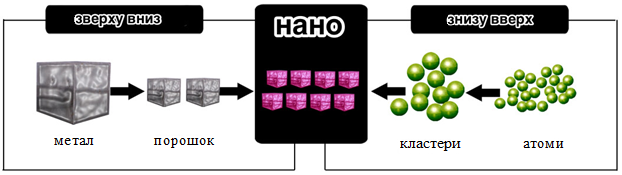 зверху вниз
нано
знизу вверх
метал
порошок
кластери
атоми